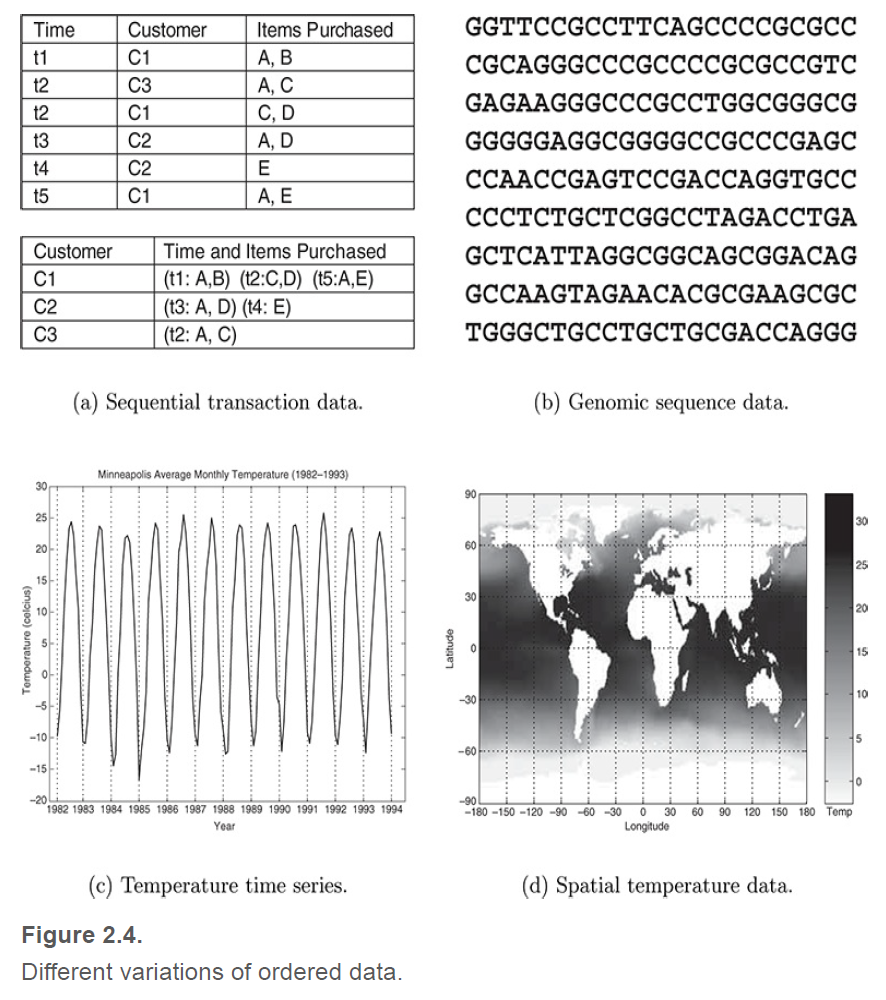 Time Customer Items Purchased
t1 C1 A, B
t2 C3 A, C
t2 C1 C, D
t3 C2 A, D
t4 C2 E
t5 C1 A, E
Customer Time and Items Purchased
C1 (t1: A,B) (t2:C,D) (t5:A,E)
C2 (t3: A, D) (t4: E)
C3 (t2: A, C)
(a) Sequential transaction data.
GGTTCCGCCTTCAGCCCCGCGCC
CGCAGGGCCCGCCCCGCGCCGTC
GAGAAGGGCCCGCCTGGCGGGCG
GGGGGAGGCGGGGCCGCCCGAGC
CCAACCGAGTCCGACCAGGTGCC
CCCTCTGCTCGGCCTAGACCTGA
GCTCATTAGGCGGCAGCGGACAG
GCCAAGTAGAACACGCGAAGCGC
TGGGCTGCCTGCTGCGACCAGGG
(b) Genomic sequence data.
Minneapolis Average Monthly Temperature (1982–1993)
30
25
20
15
10
5
0
−5
−10
−15
−20
Temperature (celcius)
1982 1983 1984 1985 1986 1987 1988 1989 1990 1991 1992 1993 1994
Year
(c) Temperature time series.
90
60
30
0
−30
−60
−90
Latitude
−180 −150 −120 −90 −60 −30 0 30 60 90 120 150 180
Longitude
30
25
20
15
10
5
0
Temp
(d) Spatial temperature data.
Figure 2.4.
Different variations of ordered data.